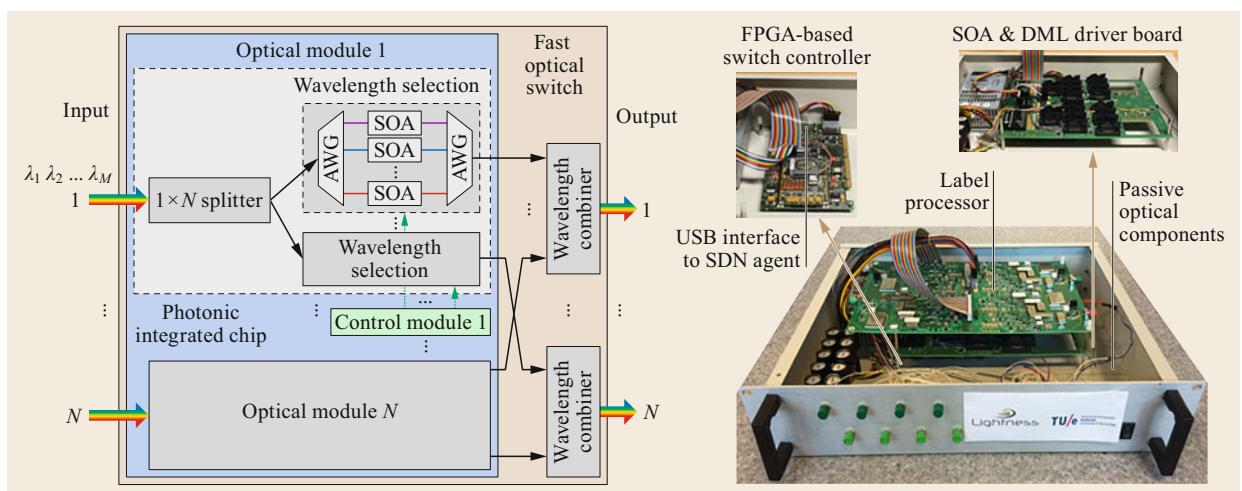 Optical module 1
Fast
optical
switch
Wavelength selection
Input
Output
AWG
SOA
SOA
SOA
AWG
λ1 λ2 ... λM
1
1 × N splitter
Wavelength
selection
Wavelength
combiner
1
Photonic
integrated chip
Control module 1
N
Optical module N
Wavelength
combiner
N
FPGA-based
switch controller
SOA & DML driver board
Label
processor
Passive
optical
components
USB interface
to SDN agent
Lightness
TU/e